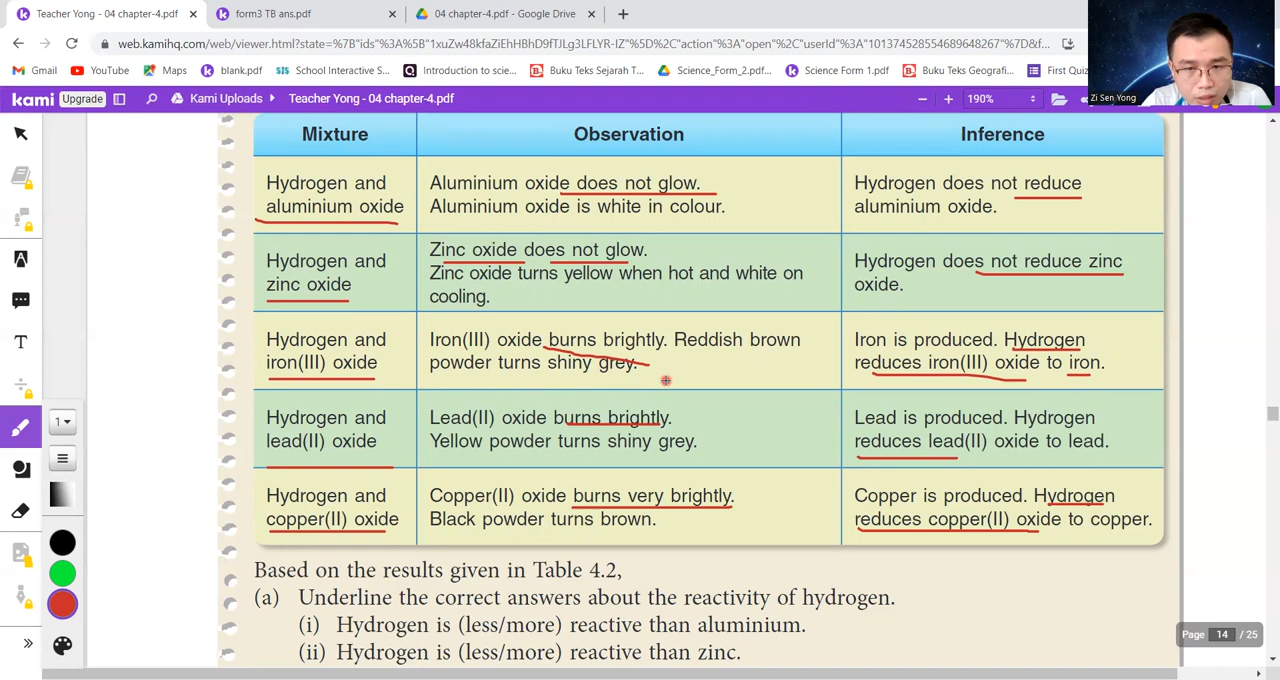 Teacher Yong - 04 chapter-4.pdf
form3 TB ans.pdf
04 chapter-4.pdf - Google Drive
web.kamihq.com/web/viewer.html?state=%7B"ids"%3A%5B"1xuZw48kfaZiEhHBhD9fTJLg3LFLYR-IZ"%5D%2C"action"%3A"open"%2C"userId"%3A"101374528554689648267"%7D&f...
Gmail
YouTube
Maps
blank.pdf
School Interactive S...
Introduction to scie...
Buku Teks Sejarah T...
Science_Form_2.pdf...
Science Form 1.pdf
Buku Teks Geografi...
First Quiz
Zi Sen Yong
kami Upgrade
Kami Uploads
Teacher Yong - 04 chapter-4.pdf
190%
Mixture Observation Inference
Hydrogen and
aluminium oxide
Aluminium oxide does not glow.
Aluminium oxide is white in colour.
Hydrogen does not reduce
aluminium oxide.
Hydrogen and
zinc oxide
Zinc oxide does not glow.
Zinc oxide turns yellow when hot and white on
cooling.
Hydrogen does not reduce zinc
oxide.
Hydrogen and
iron(III) oxide
Iron(III) oxide burns brightly. Reddish brown
powder turns shiny grey.
Iron is produced. Hydrogen
reduces iron(III) oxide to iron.
Hydrogen and
lead(II) oxide
Lead(II) oxide burns brightly.
Yellow powder turns shiny grey.
Lead is produced. Hydrogen
reduces lead(II) oxide to lead.
Hydrogen and
copper(II) oxide
Copper(II) oxide burns very brightly.
Black powder turns brown.
Copper is produced. Hydrogen
reduces copper(II) oxide to copper.
Based on the results given in Table 4.2,
(a) Underline the correct answers about the reactivity of hydrogen.
(i) Hydrogen is (less/more) reactive than aluminium.
(ii) Hydrogen is (less/more) reactive than zinc.
1
Page 14 / 25